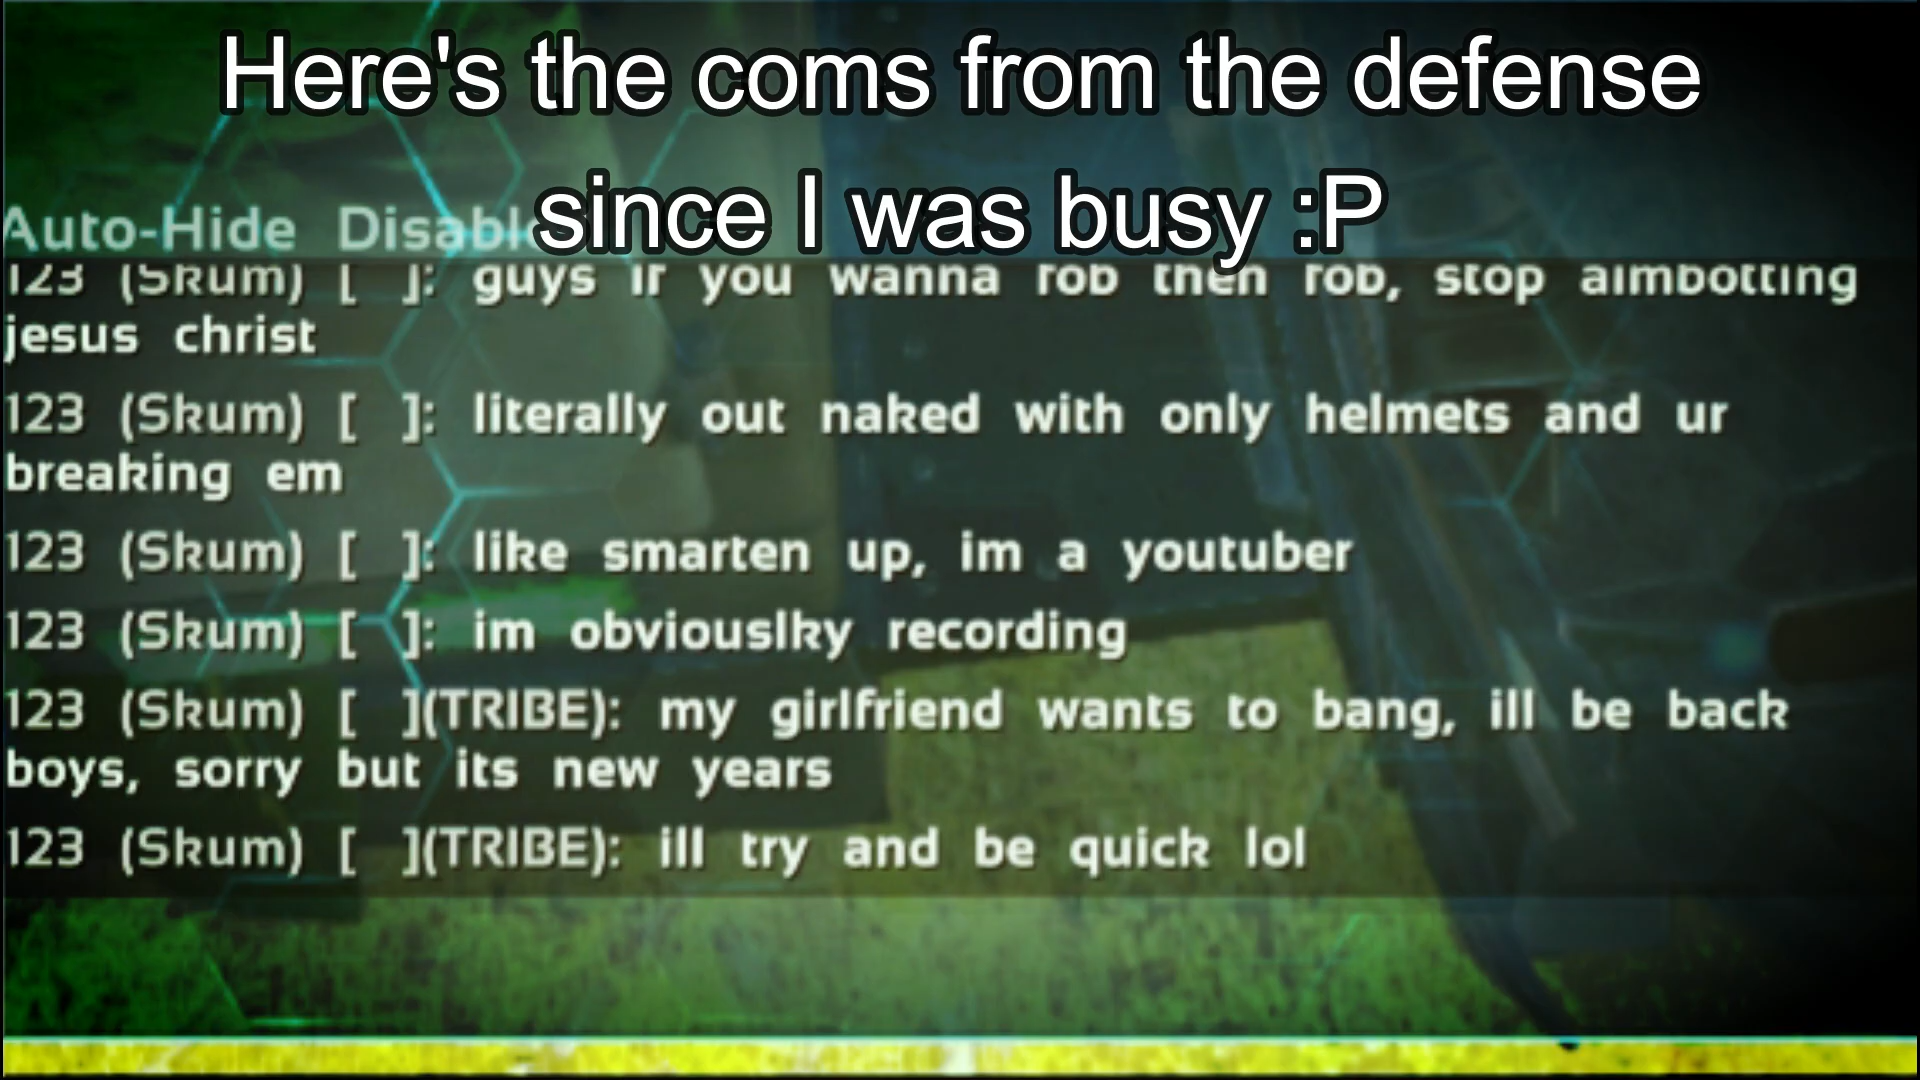 Here's the coms from the defense
since I was busy :P
Auto-Hide Disabl
123 (Skum) [ ]: guys if you wanna rob then rob, stop aimbotting
jesus christ
123 (Skum) [ ]: literally out naked with only helmets and ur
breaking em
123 (Skum) [ ]: like smarten up, im a youtuber
123 (Skum) [ ]: im obviouslky recording
123 (Skum) [ ](TRIBE): my girlfriend wants to bang, ill be back
boys, sorry but its new years
123 (Skum) [ ](TRIBE): ill try and be quick lol